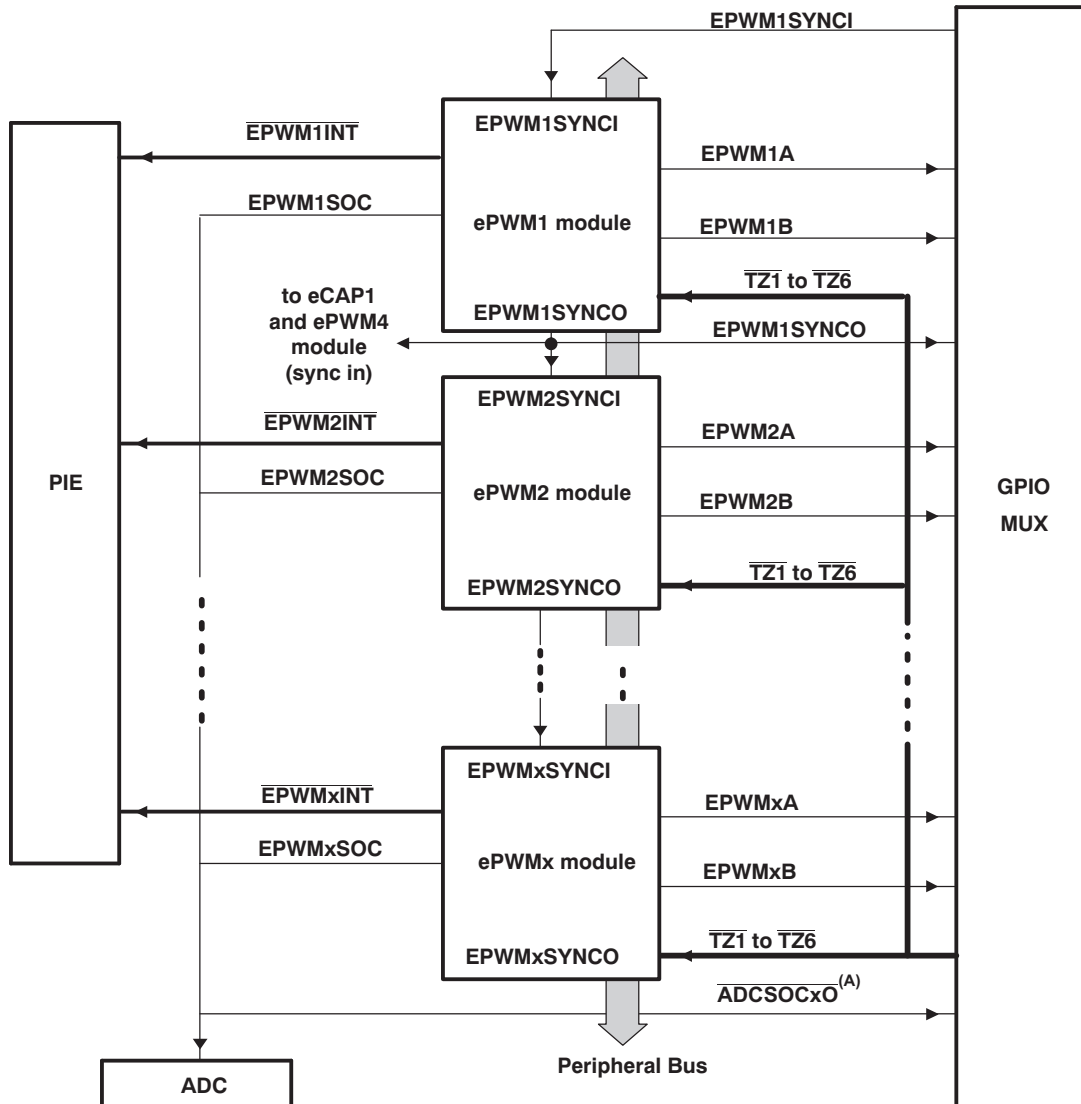 EPWM1SYNCI
EPWM1SYNCI
EPWM1INT
EPWM1A
EPWM1SOC
ePWM1 module
EPWM1B
TZ1 to TZ6
to eCAP1
and ePWM4
module
(sync in)
EPWM1SYNCO
EPWM1SYNCO
EPWM2SYNCI
EPWM2INT
EPWM2A
PIE
EPWM2SOC
ePWM2 module
EPWM2B
GPIO
MUX
TZ1 to TZ6
EPWM2SYNCO
EPWMxSYNCI
EPWMxINT
EPWMxA
EPWMxSOC
ePWMx module
EPWMxB
TZ1 to TZ6
EPWMxSYNCO
ADCSOCxO(A)
Peripheral Bus
ADC